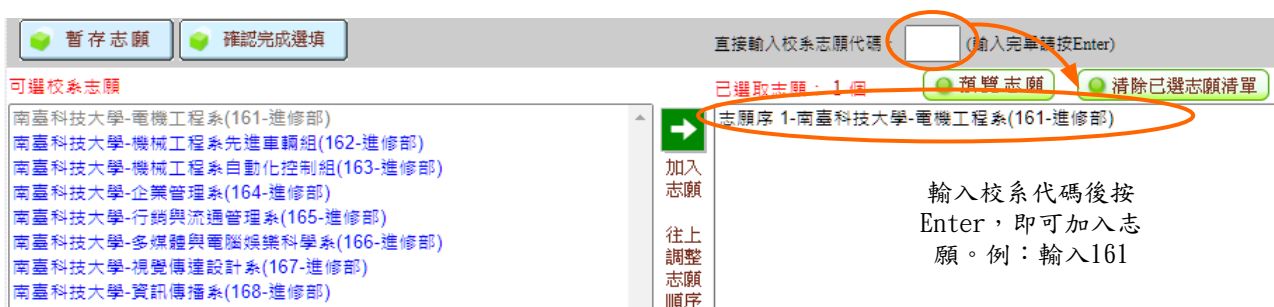 暫存志願
確認完成選填
直接輸入校系志願代碼：
(輸入完畢請按Enter)
可選校系志願
已選取志願：1 個
預覽志願
清除已選志願清單
南臺科技大學-電機工程系(161-進修部)
南臺科技大學-機械工程系先進車輛組(162-進修部)
南臺科技大學-機械工程系自動化控制組(163-進修部)
南臺科技大學-企業管理系(164-進修部)
南臺科技大學-行銷與流通管理系(165-進修部)
南臺科技大學-多媒體與電腦娛樂科學系(166-進修部)
南臺科技大學-視覺傳達設計系(167-進修部)
南臺科技大學-資訊傳播系(168-進修部)
加入
志願
往上
調整
志願
順序
志願序 1-南臺科技大學-電機工程系(161-進修部)
輸入校系代碼後按
Enter，即可加入志
願。例：輸入161